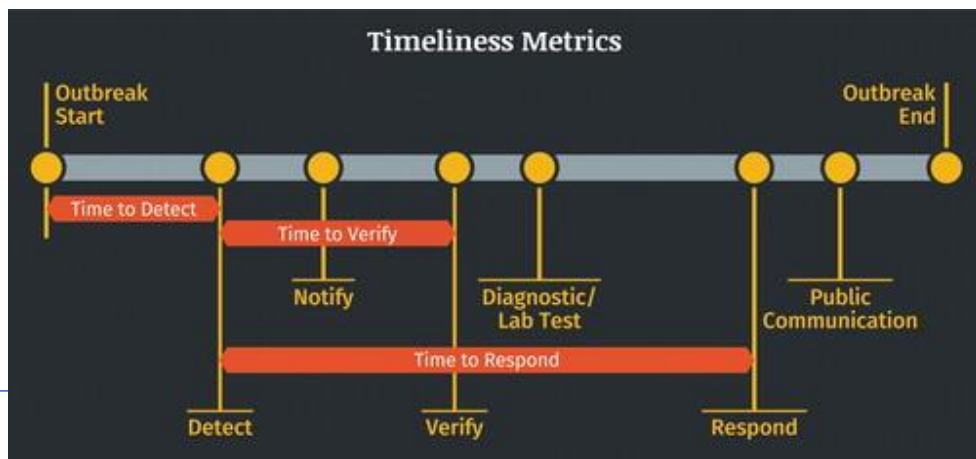 Timeliness Metrics
Outbreak
Start
Outbreak
End
Time to Detect
Time to Verify
Notify
Diagnostic/
Lab Test
Public
Communication
Time to Respond
Detect
Verify
Respond